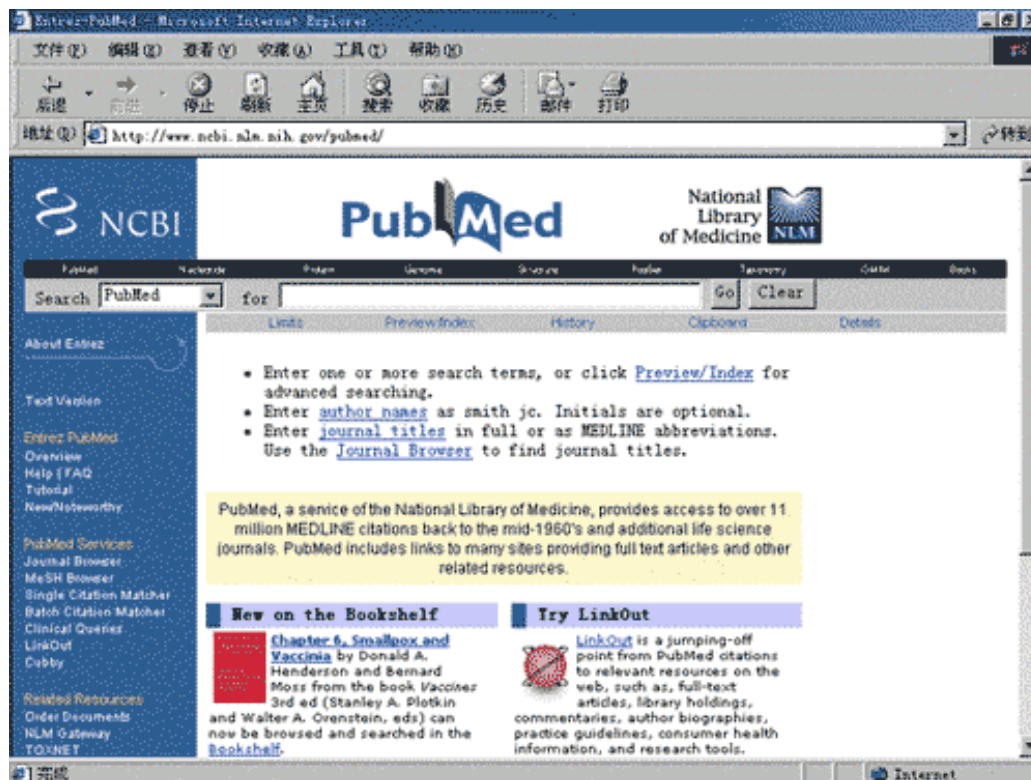 Entrez-PubMed - Microsoft Internet Explorer
文件(F) 编辑(E) 查看(V) 收藏(A) 工具(T) 帮助(H)
后退 前进 停止 刷新 主页 搜索 收藏 历史 邮件 打印
地址(D) http://www.ncbi.nlm.nih.gov/pubmed/ 转到
NCBI PubMed National
Library
of Medicine NLM
PubMed Nucleotide Protein Genome Structure PopSet Taxonomy OMIM Books
Search PubMed for Go Clear
Limits Preview/Index History Clipboard Details
About Entrez
Text Version
Entrez PubMed
Overview
Help | FAQ
Tutorial
New/Noteworthy
PubMed Services
Journal Browser
MeSH Browser
Single Citation Matcher
Batch Citation Matcher
Clinical Queries
LinkOut
Cubby
Related Resources
Order Documents
NLM Gateway
TOXNET
• Enter one or more search terms, or click Preview/Index for
advanced searching.
• Enter author names as smith jc. Initials are optional.
• Enter journal titles in full or as MEDLINE abbreviations.
Use the Journal Browser to find journal titles.
PubMed, a service of the National Library of Medicine, provides access to over 11
million MEDLINE citations back to the mid-1960's and additional life science
journals. PubMed includes links to many sites providing full text articles and other
related resources.
New on the Bookshelf
Chapter 6, Smallpox and
Vaccinia by Donald A.
Henderson and Bernard
Moss from the book Vaccines
3rd ed (Stanley A. Plotkin
and Walter A. Orenstein, eds) can
now be browsed and searched in the
Bookshelf.
Try LinkOut
LinkOut is a jumping-off
point from PubMed citations
to relevant resources on the
web, such as, full-text
articles, library holdings,
commentaries, author biographies,
practice guidelines, consumer health
information, and research tools.
完成 Internet